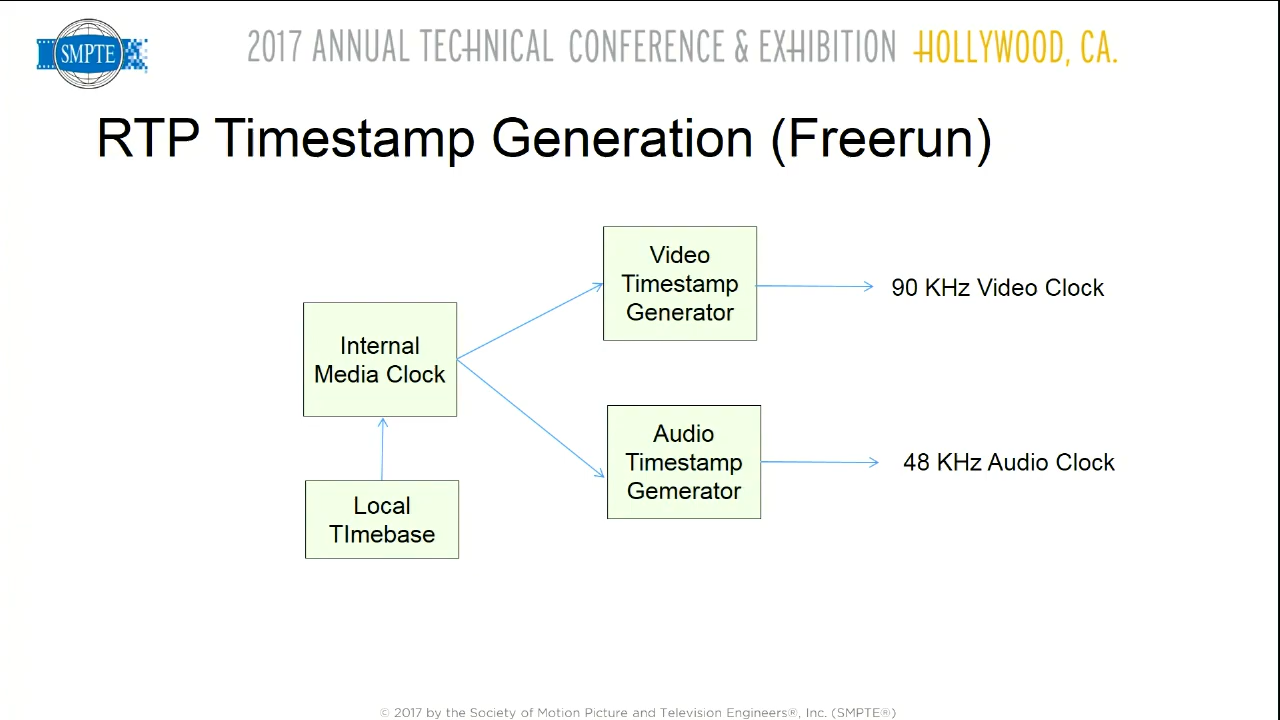 SMPTE
2017 ANNUAL TECHNICAL CONFERENCE & EXHIBITION HOLLYWOOD, CA.
RTP Timestamp Generation (Freerun)
Video
Timestamp
Generator
90 KHz Video Clock
Internal
Media Clock
Audio
Timestamp
Gemerator
48 KHz Audio Clock
Local
TImebase
© 2017 by the Society of Motion Picture and Television Engineers®, Inc. (SMPTE®)